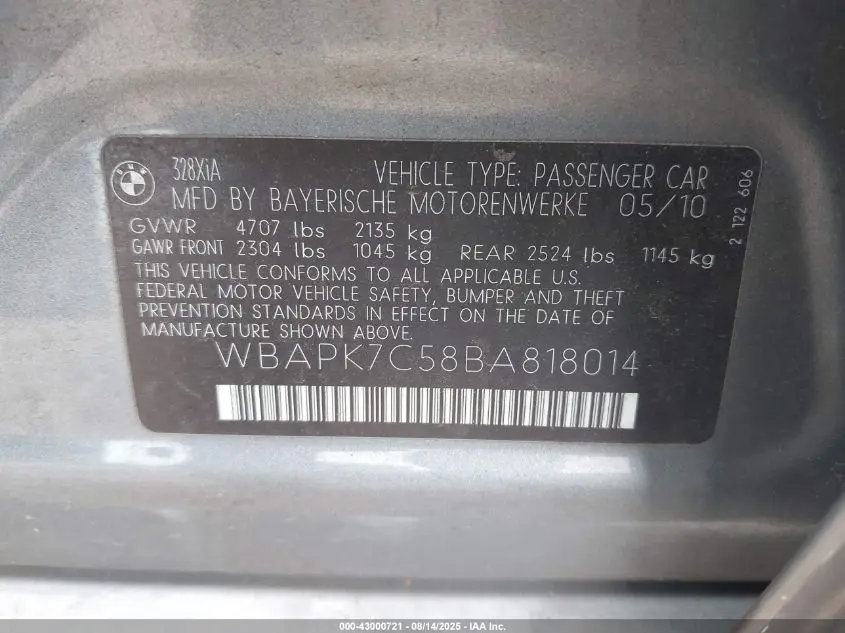 BMW
328XiA VEHICLE TYPE: PASSENGER CAR
MFD BY BAYERISCHE MOTORENWERKE 05/10
GVWR 4707 lbs 2135 kg
GAWR FRONT 2304 lbs 1045 kg REAR 2524 lbs 1145 kg
THIS VEHICLE CONFORMS TO ALL APPLICABLE U.S.
FEDERAL MOTOR VEHICLE SAFETY, BUMPER AND THEFT
PREVENTION STANDARDS IN EFFECT ON THE DATE OF
MANUFACTURE SHOWN ABOVE.
WBAPK7C58BA818014
2 122 606
000-43000721 - 08/14/2025 - IAA Inc.